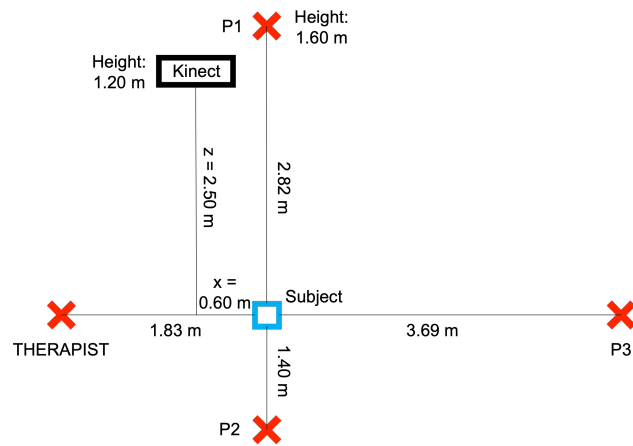 P1
Height:
1.60 m
Height:
1.20 m
Kinect
z = 2.50 m
2.82 m
x =
0.60 m
Subject
1.83 m
3.69 m
THERAPIST
P3
1.40 m
P2